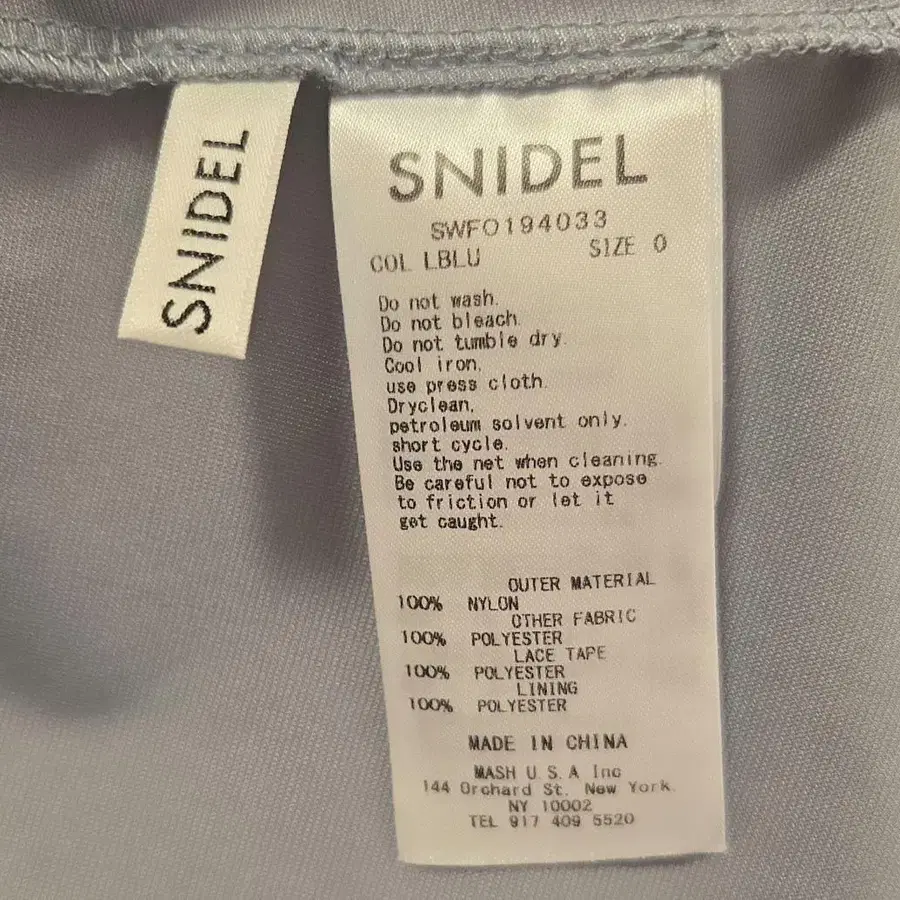 SNIDEL
SNIDEL
SWFO194033
COL LBLU SIZE 0
Do not wash.
Do not bleach.
Do not tumble dry.
Cool iron.
use press cloth.
Dryclean.
petroleum solvent only.
short cycle.
Use the net when cleaning.
Be careful not to expose
to friction or let it
get caught.
OUTER MATERIAL
100% NYLON
OTHER FABRIC
100% POLYESTER
LACE TAPE
100% POLYESTER
LINING
100% POLYESTER
MADE IN CHINA
MASH U.S.A Inc
144 Orchard St. New York.
NY 10002
TEL 917 409 5520